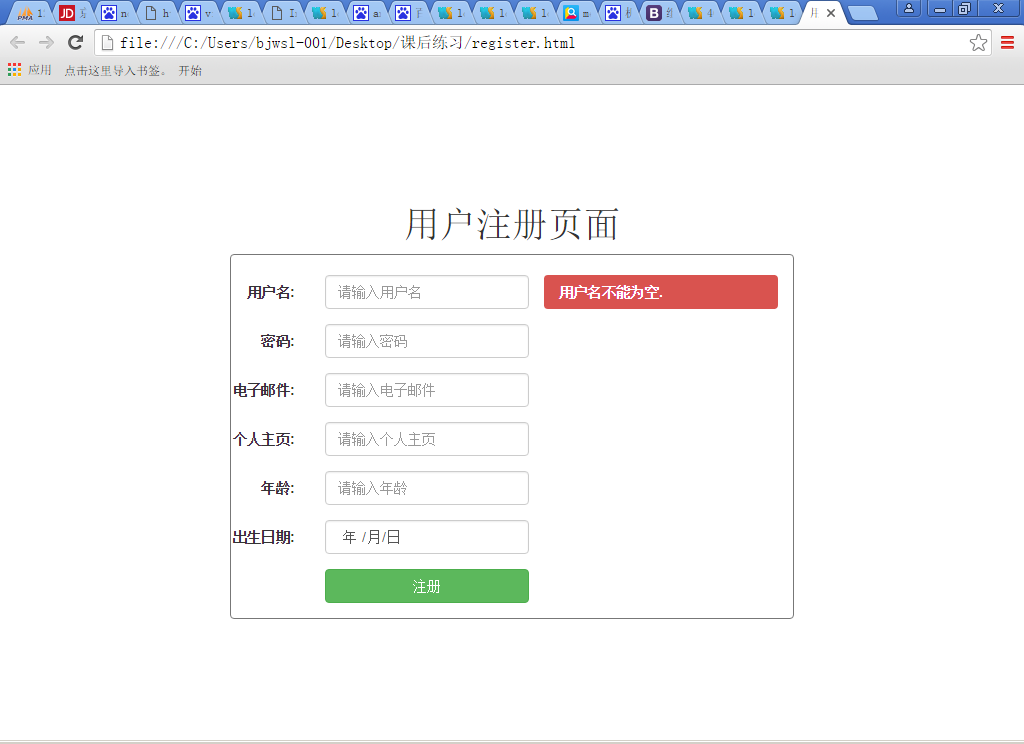 file:///C:/Users/bjwsl-001/Desktop/课后练习/register.html
应用 点击这里导入书签。 开始
用户注册页面
用户名: 请输入用户名 用户名不能为空.
密码: 请输入密码
电子邮件: 请输入电子邮件
个人主页: 请输入个人主页
年龄: 请输入年龄
出生日期: 年 /月/日
注册